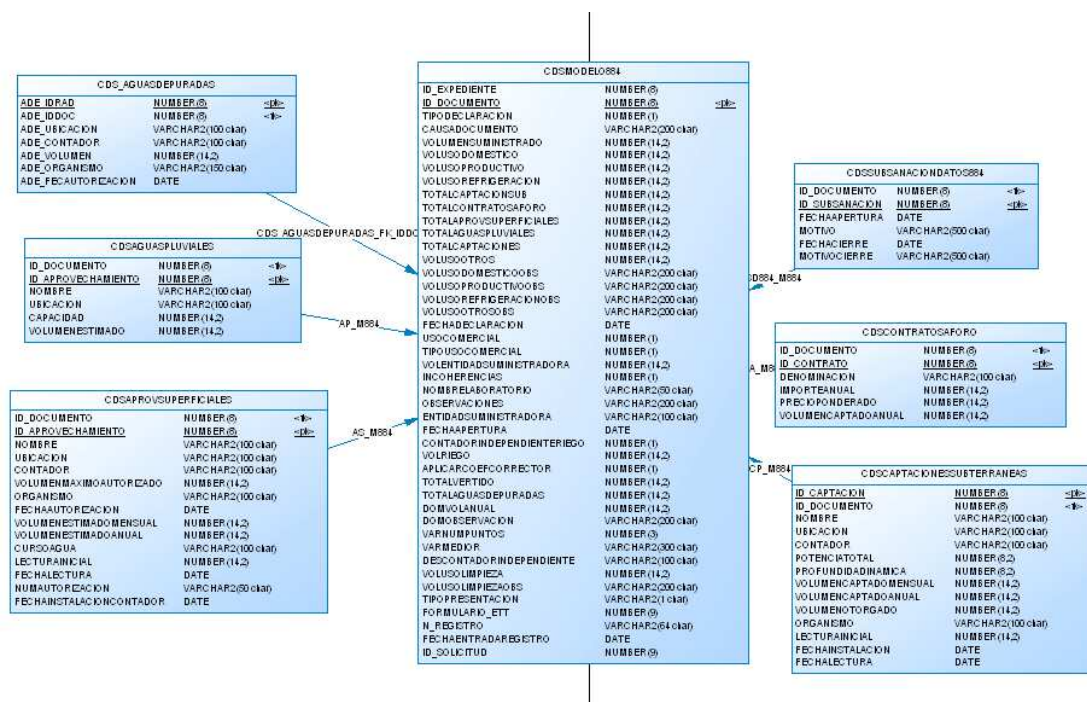 CDS_AGUASDEPURADAS
ADE_IDRAD NUMBER(8) <pk>
ADE_IDDOC NUMBER(8) <fk>
ADE_UBICACION VARCHAR2(100 char)
ADE_CONTADOR VARCHAR2(100 char)
ADE_VOLUMEN NUMBER(14,2)
ADE_ORGANISMO VARCHAR2(150 char)
ADE_FECAUTORIZACION DATE
CDS_AGUASDEPURADAS_FK_IDDO
CDSAGUASPLUVIALES
ID_DOCUMENTO NUMBER(8) <fk>
ID_APROVECHAMIENTO NUMBER(8) <pk>
NOMBRE VARCHAR2(100 char)
UBICACION VARCHAR2(100 char)
CAPACIDAD NUMBER(14,2)
VOLUMENESTIMADO NUMBER(14,2)
AP_M884
CDSAPROVSUPERFICIALES
ID_DOCUMENTO NUMBER(8) <fk>
ID_APROVECHAMIENTO NUMBER(8) <pk>
NOMBRE VARCHAR2(100 char)
UBICACION VARCHAR2(100 char)
CONTADOR VARCHAR2(100 char)
VOLUMENMAXIMOAUTORIZADO NUMBER(14,2)
ORGANISMO VARCHAR2(100 char)
FECHAAUTORIZACION DATE
VOLUMENESTIMADOMENSUAL NUMBER(14,2)
VOLUMENESTIMADOANUAL NUMBER(14,2)
CURSOAGUA VARCHAR2(100 char)
LECTURAINICIAL NUMBER(14,2)
FECHALECTURA DATE
NUMAUTORIZACION VARCHAR2(50 char)
FECHAINSTALACIONCONTADOR DATE
AS_M884
CDSMODELO884
ID_EXPEDIENTE NUMBER(8)
ID_DOCUMENTO NUMBER(8) <pk>
TIPODECLARACION NUMBER(1)
CAUSADOCUMENTO VARCHAR2(200 char)
VOLUMENSUMINISTRADO NUMBER(14,2)
VOLUSODOMESTICO NUMBER(14,2)
VOLUSOPRODUCTIVO NUMBER(14,2)
VOLUSOREFRIGERACION NUMBER(14,2)
TOTALCAPTACIONSUB NUMBER(14,2)
TOTALCONTRATOSAFORO NUMBER(14,2)
TOTALAPROVSUPERFICIALES NUMBER(14,2)
TOTALAGUASPLUVIALES NUMBER(14,2)
TOTALCAPTACIONES NUMBER(14,2)
VOLUSOOTROS NUMBER(14,2)
VOLUSODOMESTICOOBS VARCHAR2(200 char)
VOLUSOPRODUCTIVOOBS VARCHAR2(200 char)
VOLUSOREFRIGERACIONOBS VARCHAR2(200 char)
VOLUSOOTROSOBS VARCHAR2(200 char)
FECHADECLARACION DATE
USOCOMERCIAL NUMBER(1)
TIPOUSOCOMERCIAL NUMBER(1)
VOLENTIDADSUMINISTRADORA NUMBER(14,2)
INCOHERENCIAS NUMBER(1)
NOMBRELABORATORIO VARCHAR2(50 char)
OBSERVACIONES VARCHAR2(200 char)
ENTIDADSUMINISTRADORA VARCHAR2(100 char)
FECHAAPERTURA DATE
CONTADORINDEPENDIENTERIEGO NUMBER(1)
VOLRIEGO NUMBER(14,2)
APLICARCOEFCORRECTOR NUMBER(1)
TOTALVERTIDO NUMBER(14,2)
TOTALAGUASDEPURADAS NUMBER(14,2)
DOMVOLANUAL NUMBER(14,2)
DOMOBSERVACION VARCHAR2(200 char)
VARNUMPUNTOS NUMBER(3)
VARMEDIOR VARCHAR2(300 char)
DESCONTADORINDEPENDIENTE VARCHAR2(100 char)
VOLUSOLIMPIEZA NUMBER(14,2)
VOLUSOLIMPIEZAOBS VARCHAR2(200 char)
TIPOPRESENTACION VARCHAR2(1 char)
FORMULARIO_ETT NUMBER(9)
N_REGISTRO VARCHAR2(64 char)
FECHAENTRADAREGISTRO DATE
ID_SOLICITUD NUMBER(9)
CDSSUBSANACIONDATOS884
ID_DOCUMENTO NUMBER(8) <fk>
ID_SUBSANACION NUMBER(8) <pk>
FECHAAPERTURA DATE
MOTIVO VARCHAR2(500 char)
FECHACIERRE DATE
MOTIVOCIERRE VARCHAR2(500 char)
D884_M884
CDSCONTRATOSAFORO
ID_DOCUMENTO NUMBER(8) <fk>
ID_CONTRATO NUMBER(8) <pk>
DENOMINACION VARCHAR2(100 char)
IMPORTEANUAL NUMBER(14,2)
PRECIOPONDERADO NUMBER(14,2)
VOLUMENCAPTADOANUAL NUMBER(14,2)
A_M8
CDSCAPTACIONESSUBTERRANEAS
ID_CAPTACION NUMBER(8) <pk>
ID_DOCUMENTO NUMBER(8) <fk>
NOMBRE VARCHAR2(100 char)
UBICACION VARCHAR2(100 char)
CONTADOR VARCHAR2(100 char)
POTENCIATOTAL NUMBER(8,2)
PROFUNDIDADINAMICA NUMBER(8,2)
VOLUMENCAPTADOMENSUAL NUMBER(14,2)
VOLUMENCAPTADOANUAL NUMBER(14,2)
VOLUMENOTORGADO NUMBER(14,2)
ORGANISMO VARCHAR2(100 char)
LECTURAINICIAL NUMBER(14,2)
FECHAINSTALACION DATE
FECHALECTURA DATE
CP_M884